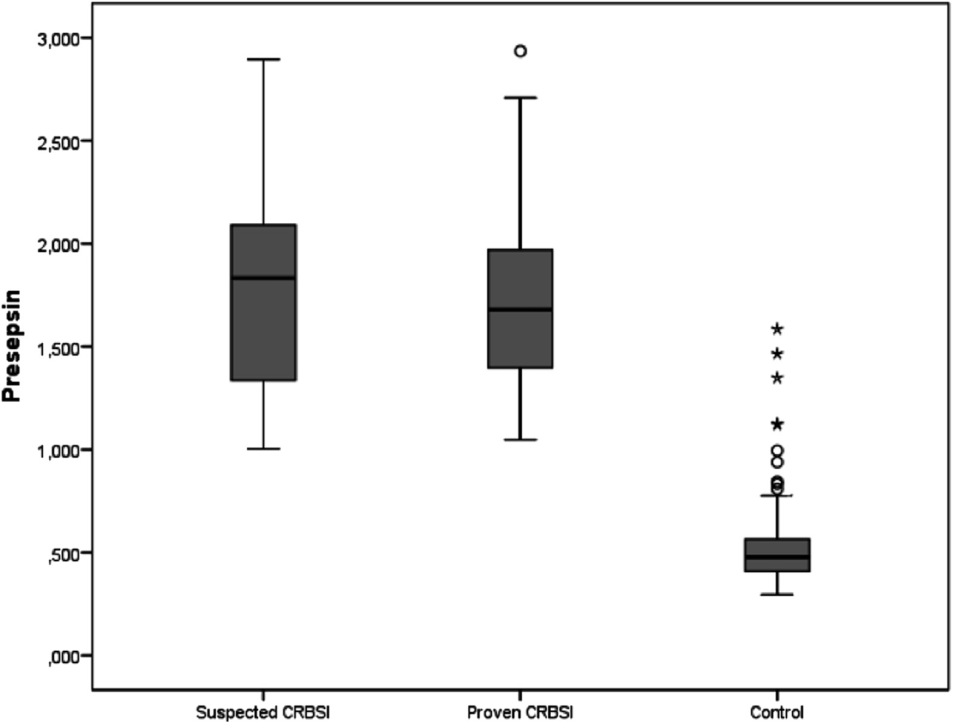 3,000
2,500
2,000
1,500
1,000
,500
,000
Presepsin
Suspected CRBSI
Proven CRBSI
Control